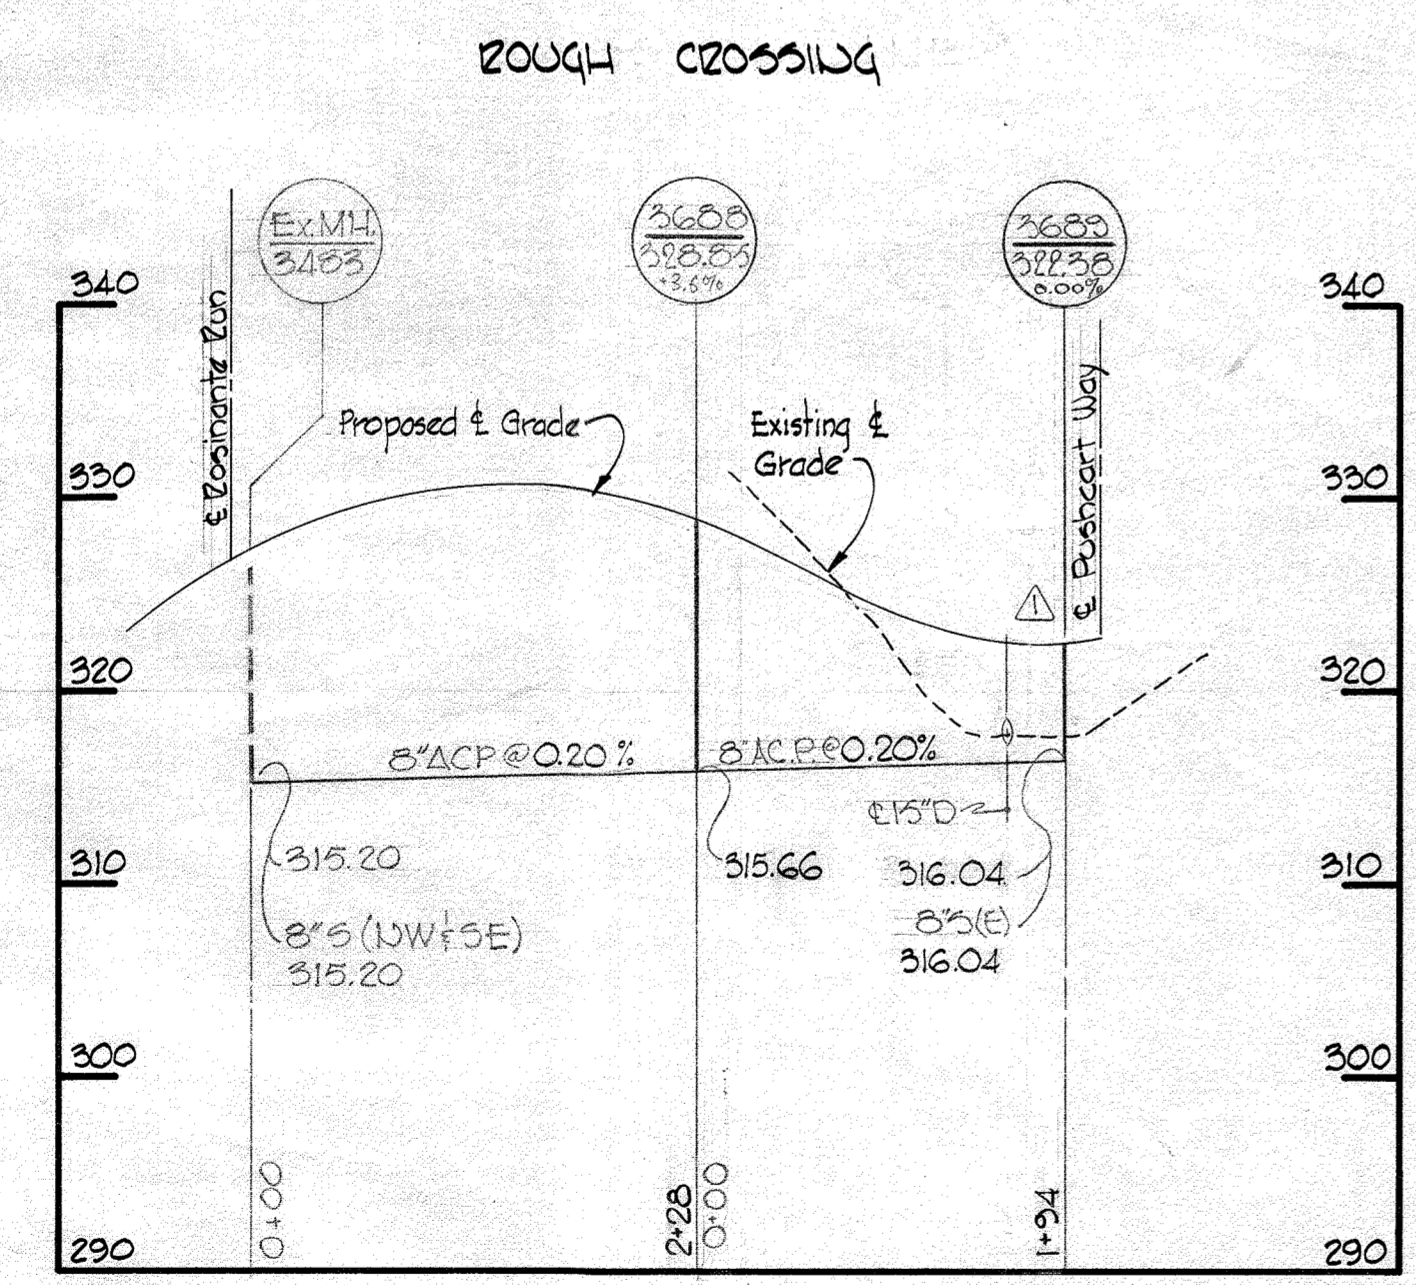 ROUGH CROSSING
Ex.MH.
3483
3688
328.85
+3.6%
3689
322.38
0.00%
340
340
℄ Rosinante Run
Proposed ℄ Grade
Existing ℄
Grade
℄ Pushcart Way
330
330
1
320
320
8"ACP@0.20%
8"A.C.P.@0.20%
℄15"D
315.20
315.66
316.04
310
310
8"S(E)
8"S(NW&SE)
316.04
315.20
300
300
0+00
2+28
0+00
1+94
290
290